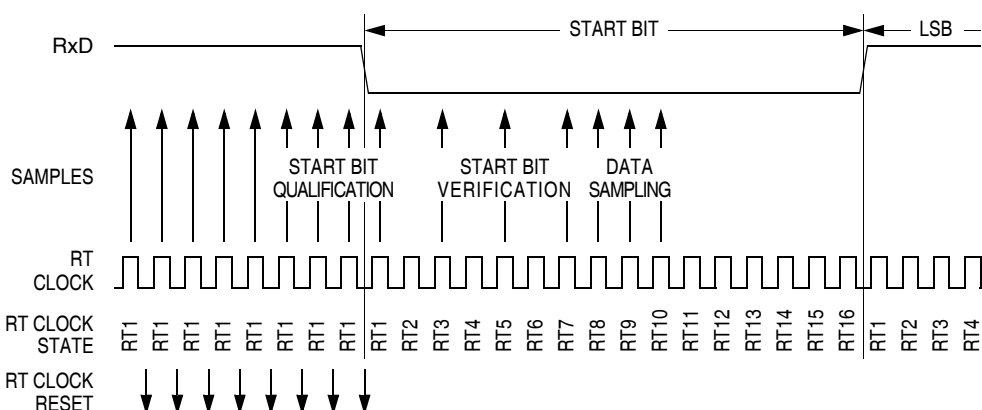 START BIT
LSB
RxD
SAMPLES
START BIT
QUALIFICATION
START BIT
VERIFICATION
DATA
SAMPLING
RT
CLOCK
RT CLOCK
STATE
RT1 RT1 RT1 RT1 RT1 RT1 RT1 RT1 RT1 RT2 RT3 RT4 RT5 RT6 RT7 RT8 RT9 RT10 RT11 RT12 RT13 RT14 RT15 RT16 RT1 RT2 RT3 RT4
RT CLOCK
RESET